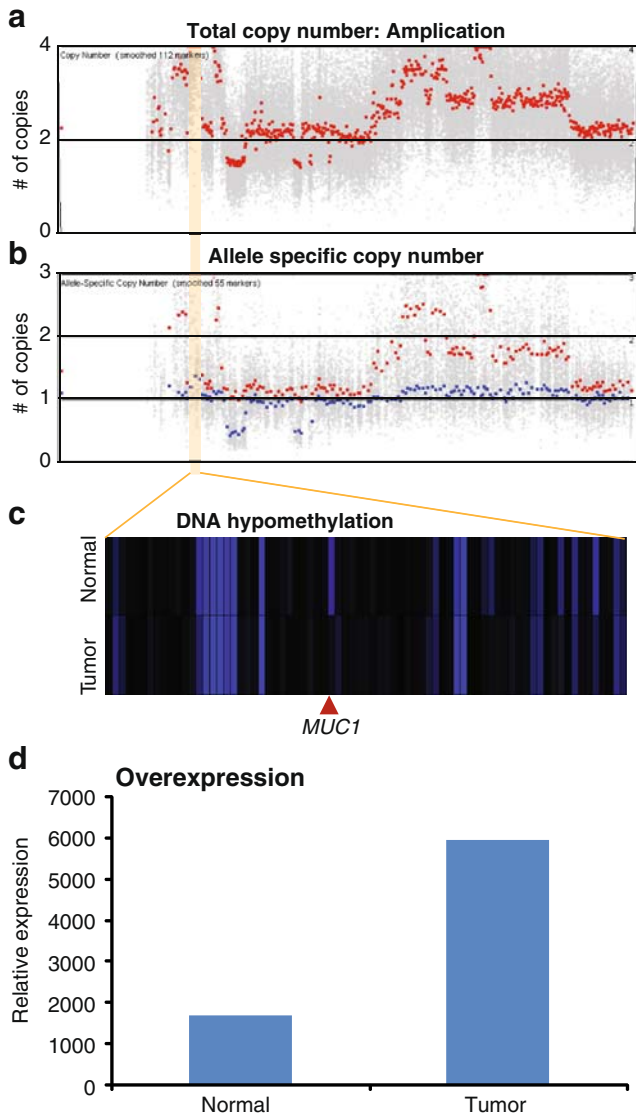 a
Total copy number: Amplication
Copy Number (smoothed 112 markers)
4
2
0
# of copies
b
Allele specific copy number
Allele-Specific Copy Number (smoothed 55 markers)
3
2
1
0
# of copies
c
DNA hypomethylation
Normal
Tumor
MUC1
d
Overexpression
7000
6000
5000
4000
3000
2000
1000
0
Relative expression
Normal
Tumor